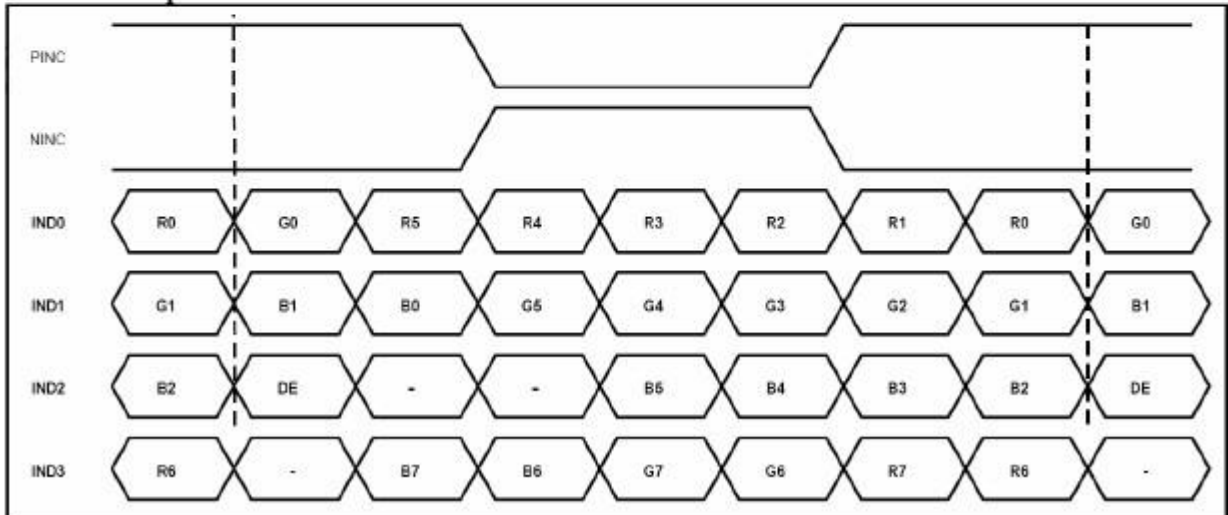 PINC
NINC
IND0 R0 G0 R5 R4 R3 R2 R1 R0 G0
IND1 G1 B1 B0 G5 G4 G3 G2 G1 B1
IND2 B2 DE - - B5 B4 B3 B2 DE
IND3 R6 - B7 B6 G7 G6 R7 R6 -